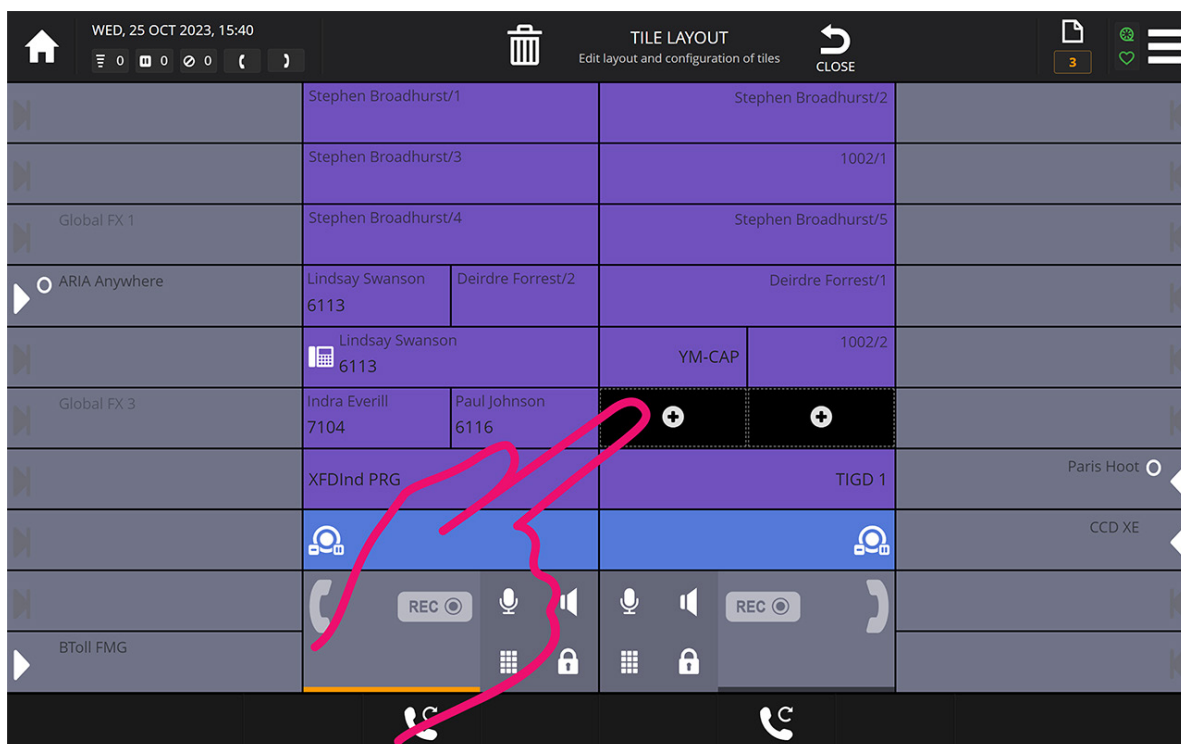 WED, 25 OCT 2023, 15:40
0 0 0
TILE LAYOUT
Edit layout and configuration of tiles
CLOSE
3
Stephen Broadhurst/1
Stephen Broadhurst/2
Stephen Broadhurst/3
1002/1
Global FX 1
Stephen Broadhurst/4
Stephen Broadhurst/5
ARIA Anywhere
Lindsay Swanson
6113
Deirdre Forrest/2
Deirdre Forrest/1
Lindsay Swanson
6113
YM-CAP
1002/2
Global FX 3
Indra Everill
7104
Paul Johnson
6116
XFDInd PRG
TIGD 1
Paris Hoot
CCD XE
REC
REC
BToll FMG